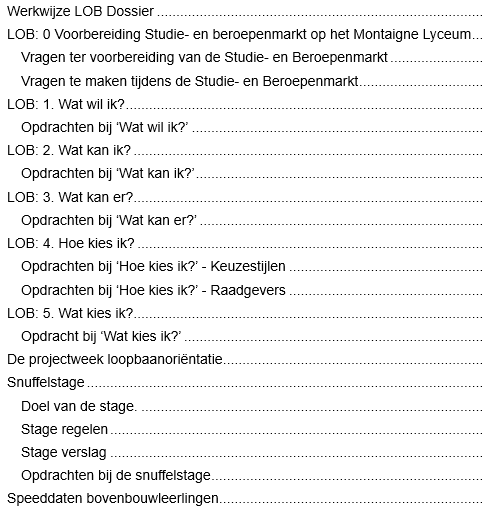 Werkwijze LOB Dossier
LOB: 0 Voorbereiding Studie- en beroepenmarkt op het Montaigne Lyceum...
Vragen ter voorbereiding van de Studie- en Beroepenmarkt
Vragen te maken tijdens de Studie- en Beroepenmarkt
LOB: 1. Wat wil ik?
Opdrachten bij ‘Wat wil ik?’
LOB: 2. Wat kan ik?
Opdrachten bij ‘Wat kan ik?’
LOB: 3. Wat kan er?
Opdrachten bij ‘Wat kan er?’
LOB: 4. Hoe kies ik?
Opdrachten bij ‘Hoe kies ik?’ - Keuzestijlen
Opdrachten bij ‘Hoe kies ik?’ - Raadgevers
LOB: 5. Wat kies ik?
Opdracht bij ‘Wat kies ik?’
De projectweek loopbaanoriëntatie
Snuffelstage
Doel van de stage.
Stage regelen
Stage verslag
Opdrachten bij de snuffelstage
Speeddaten bovenbouwleerlingen